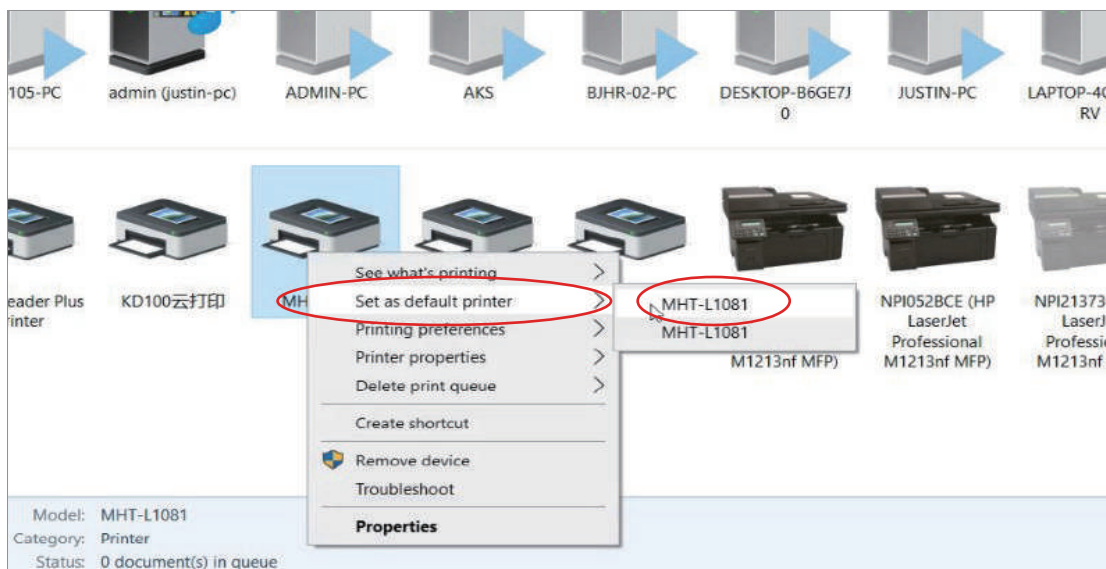 105-PC
admin (justin-pc)
ADMIN-PC
AKS
BJHR-02-PC
DESKTOP-B6GE7J
0
JUSTIN-PC
LAPTOP-4
RV
eader Plus
inter
KD100云打印
MH
M1213nf MFP)
NPI052BCE (HP
LaserJet
Professional
M1213nf MFP)
NPI21373
LaserJ
Professi
M1213nf
See what's printing
Set as default printer
Printing preferences
Printer properties
Delete print queue
Create shortcut
Remove device
Troubleshoot
Properties
MHT-L1081
MHT-L1081
Model: MHT-L1081
Category: Printer
Status: 0 document(s) in queue